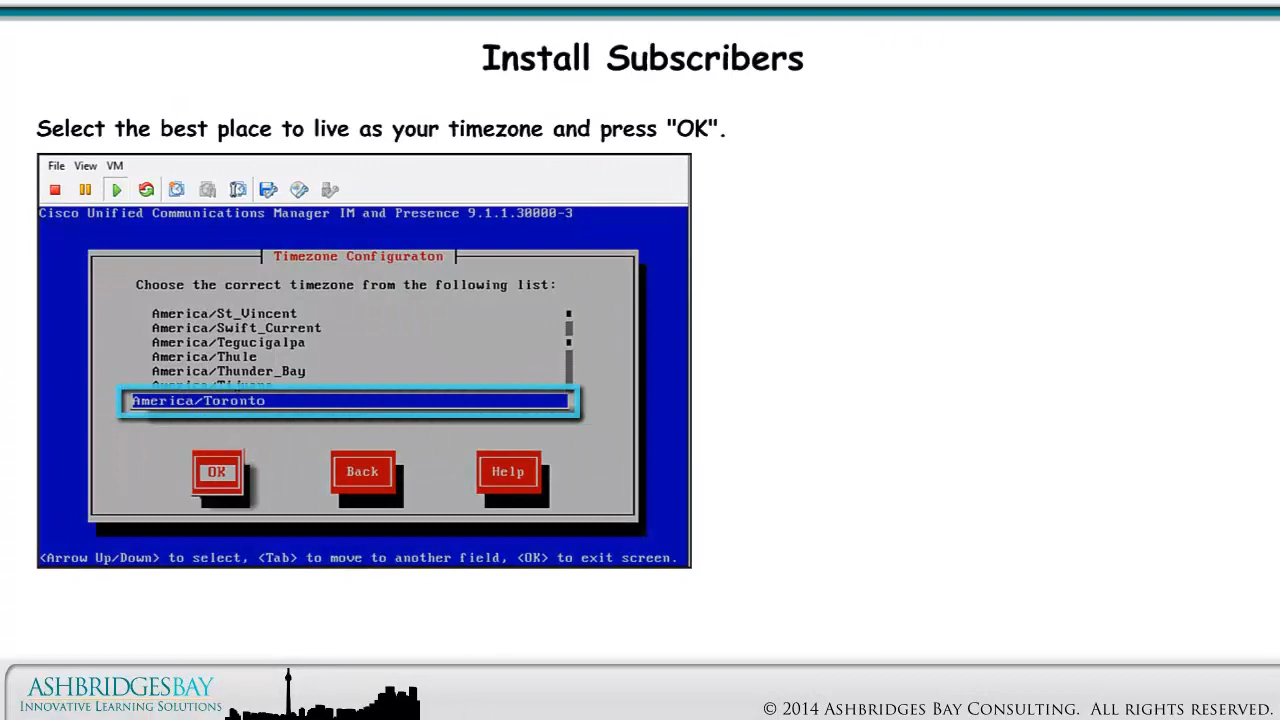 Install Subscribers
Select the best place to live as your timezone and press "OK".
File View VM
Cisco Unified Communications Manager IM and Presence 9.1.1.30000-3
Timezone Configuraton
Choose the correct timezone from the following list:
America/St_Vincent
America/Swift_Current
America/Tegucigalpa
America/Thule
America/Thunder_Bay
America/Tijuana
America/Toronto
OK Back Help
<Arrow Up/Down> to select, <Tab> to move to another field, <OK> to exit screen.
ASHBRIDGESBAY
INNOVATIVE LEARNING SOLUTIONS
© 2014 ASHBRIDGES BAY CONSULTING. ALL RIGHTS RESERVED.